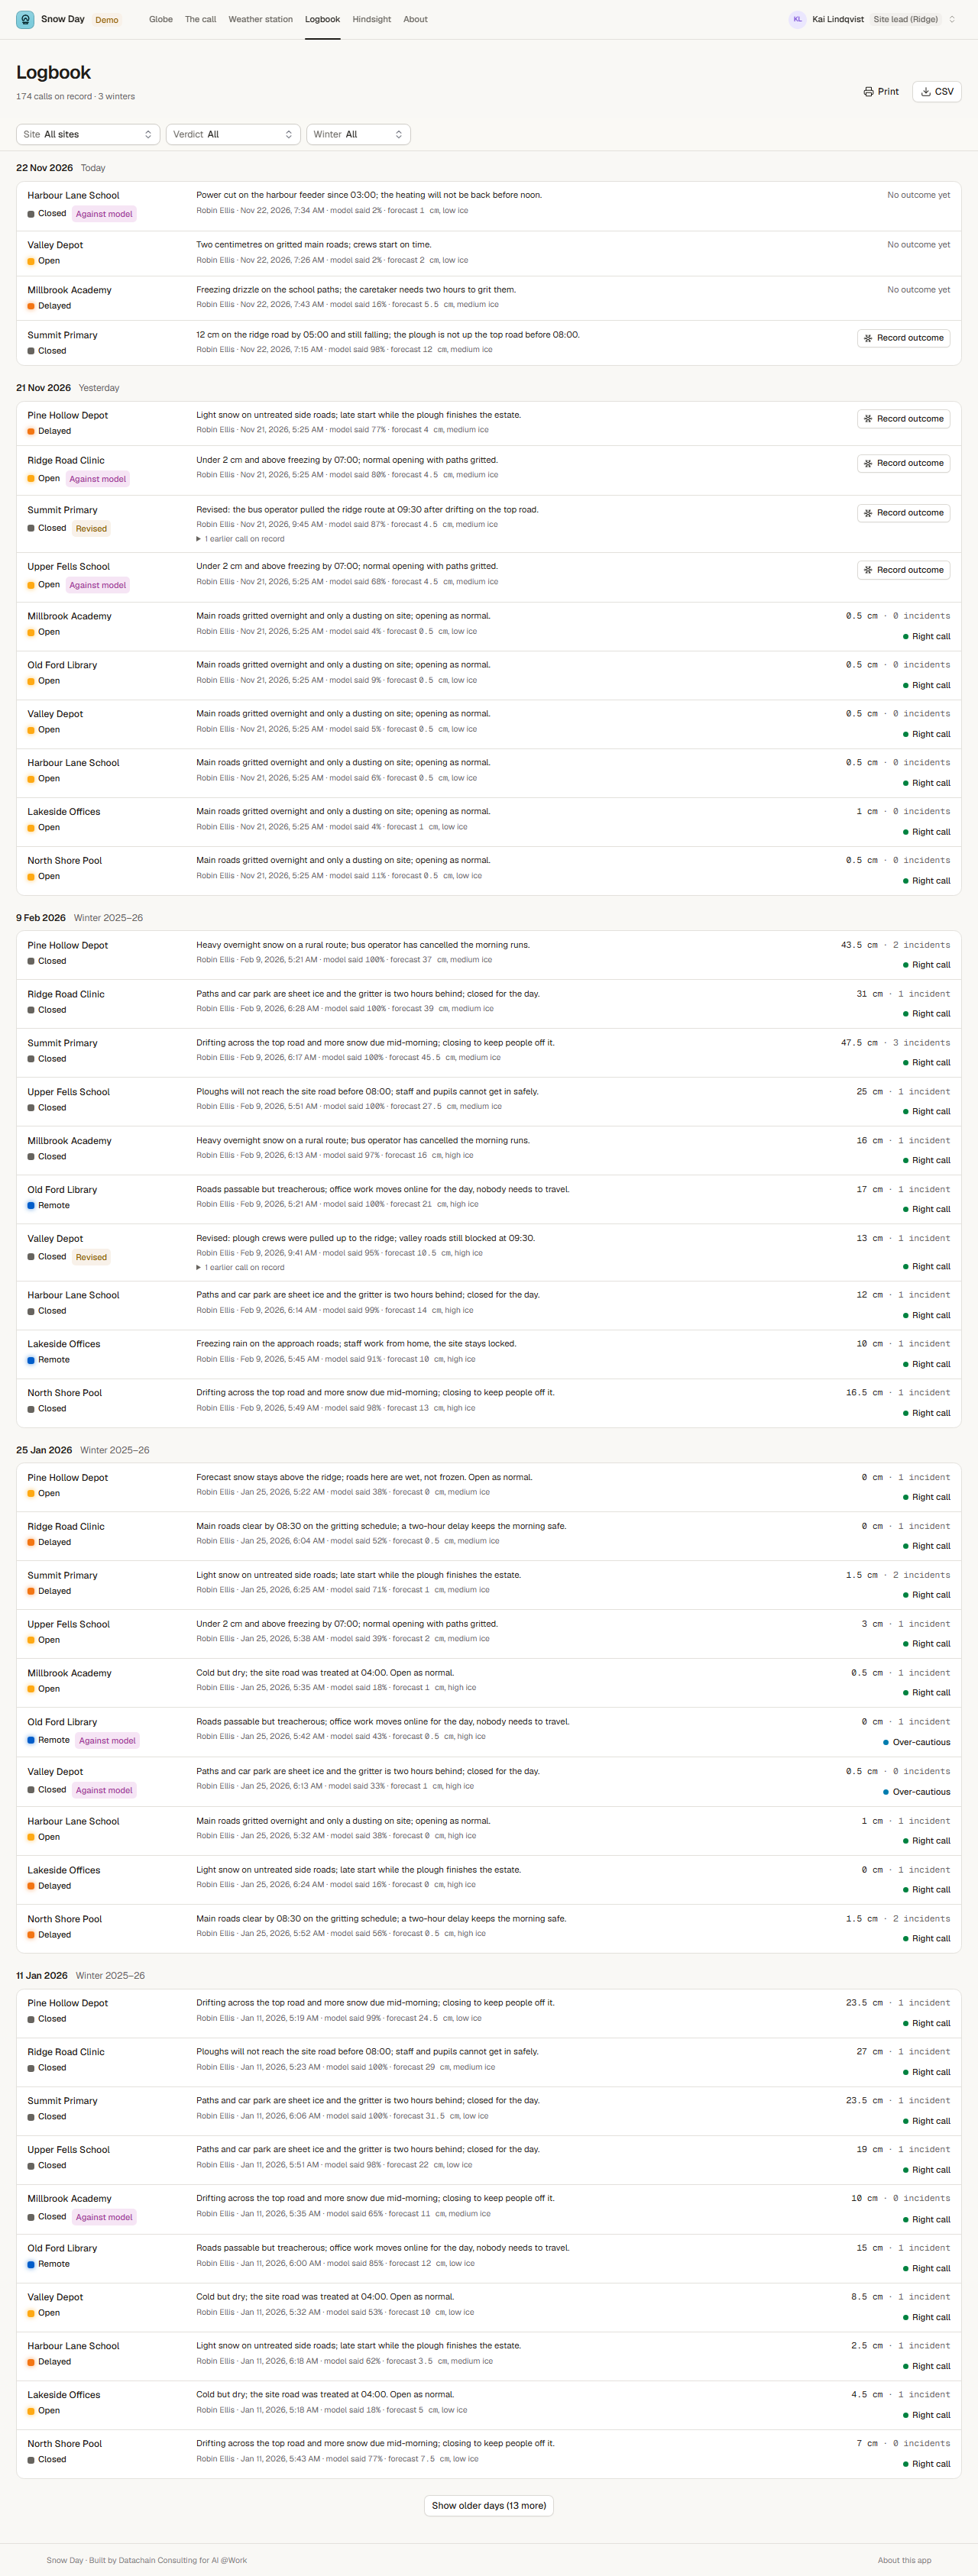 Snow Day Demo Globe The call Weather station Logbook Hindsight About KL Kai Lindqvist Site lead (Ridge)
Logbook
174 calls on record · 3 winters
Print CSV
Site All sites Verdict All Winter All
22 Nov 2026 Today
Harbour Lane School Power cut on the harbour feeder since 03:00; the heating will not be back before noon. No outcome yet
Closed Against model Robin Ellis · Nov 22, 2026, 7:34 AM · model said 2% · forecast 1 cm, low ice
Valley Depot Two centimetres on gritted main roads; crews start on time. No outcome yet
Open Robin Ellis · Nov 22, 2026, 7:26 AM · model said 2% · forecast 2 cm, low ice
Millbrook Academy Freezing drizzle on the school paths; the caretaker needs two hours to grit them. No outcome yet
Delayed Robin Ellis · Nov 22, 2026, 7:43 AM · model said 16% · forecast 5.5 cm, medium ice
Summit Primary 12 cm on the ridge road by 05:00 and still falling; the plough is not up the top road before 08:00. Record outcome
Closed Robin Ellis · Nov 22, 2026, 7:15 AM · model said 98% · forecast 12 cm, medium ice
21 Nov 2026 Yesterday
Pine Hollow Depot Light snow on untreated side roads; late start while the plough finishes the estate. Record outcome
Delayed Robin Ellis · Nov 21, 2026, 5:25 AM · model said 77% · forecast 4 cm, medium ice
Ridge Road Clinic Under 2 cm and above freezing by 07:00; normal opening with paths gritted. Record outcome
Open Against model Robin Ellis · Nov 21, 2026, 5:25 AM · model said 80% · forecast 4.5 cm, medium ice
Summit Primary Revised: the bus operator pulled the ridge route at 09:30 after drifting on the top road. Record outcome
Closed Revised Robin Ellis · Nov 21, 2026, 9:45 AM · model said 87% · forecast 4.5 cm, medium ice
1 earlier call on record
Upper Fells School Under 2 cm and above freezing by 07:00; normal opening with paths gritted. Record outcome
Open Against model Robin Ellis · Nov 21, 2026, 5:25 AM · model said 68% · forecast 4.5 cm, medium ice
Millbrook Academy Main roads gritted overnight and only a dusting on site; opening as normal. 0.5 cm · 0 incidents
Open Robin Ellis · Nov 21, 2026, 5:25 AM · model said 4% · forecast 0.5 cm, low ice Right call
Old Ford Library Main roads gritted overnight and only a dusting on site; opening as normal. 0.5 cm · 0 incidents
Open Robin Ellis · Nov 21, 2026, 5:25 AM · model said 9% · forecast 0.5 cm, low ice Right call
Valley Depot Main roads gritted overnight and only a dusting on site; opening as normal. 0.5 cm · 0 incidents
Open Robin Ellis · Nov 21, 2026, 5:25 AM · model said 5% · forecast 0.5 cm, low ice Right call
Harbour Lane School Main roads gritted overnight and only a dusting on site; opening as normal. 0.5 cm · 0 incidents
Open Robin Ellis · Nov 21, 2026, 5:25 AM · model said 6% · forecast 0.5 cm, low ice Right call
Lakeside Offices Main roads gritted overnight and only a dusting on site; opening as normal. 1 cm · 0 incidents
Open Robin Ellis · Nov 21, 2026, 5:25 AM · model said 4% · forecast 1 cm, low ice Right call
North Shore Pool Main roads gritted overnight and only a dusting on site; opening as normal. 0.5 cm · 0 incidents
Open Robin Ellis · Nov 21, 2026, 5:25 AM · model said 11% · forecast 0.5 cm, low ice Right call
9 Feb 2026 Winter 2025–26
Pine Hollow Depot Heavy overnight snow on a rural route; bus operator has cancelled the morning runs. 43.5 cm · 2 incidents
Closed Robin Ellis · Feb 9, 2026, 5:21 AM · model said 100% · forecast 37 cm, medium ice Right call
Ridge Road Clinic Paths and car park are sheet ice and the gritter is two hours behind; closed for the day. 31 cm · 1 incident
Closed Robin Ellis · Feb 9, 2026, 6:28 AM · model said 100% · forecast 39 cm, medium ice Right call
Summit Primary Drifting across the top road and more snow due mid-morning; closing to keep people off it. 47.5 cm · 3 incidents
Closed Robin Ellis · Feb 9, 2026, 6:17 AM · model said 100% · forecast 45.5 cm, medium ice Right call
Upper Fells School Ploughs will not reach the site road before 08:00; staff and pupils cannot get in safely. 25 cm · 1 incident
Closed Robin Ellis · Feb 9, 2026, 5:51 AM · model said 100% · forecast 27.5 cm, medium ice Right call
Millbrook Academy Heavy overnight snow on a rural route; bus operator has cancelled the morning runs. 16 cm · 1 incident
Closed Robin Ellis · Feb 9, 2026, 6:13 AM · model said 97% · forecast 16 cm, high ice Right call
Old Ford Library Roads passable but treacherous; office work moves online for the day, nobody needs to travel. 17 cm · 1 incident
Remote Robin Ellis · Feb 9, 2026, 5:21 AM · model said 100% · forecast 21 cm, high ice Right call
Valley Depot Revised: plough crews were pulled up to the ridge; valley roads still blocked at 09:30. 13 cm · 1 incident
Closed Revised Robin Ellis · Feb 9, 2026, 9:41 AM · model said 95% · forecast 10.5 cm, high ice
1 earlier call on record Right call
Harbour Lane School Paths and car park are sheet ice and the gritter is two hours behind; closed for the day. 12 cm · 1 incident
Closed Robin Ellis · Feb 9, 2026, 6:14 AM · model said 99% · forecast 14 cm, high ice Right call
Lakeside Offices Freezing rain on the approach roads; staff work from home, the site stays locked. 10 cm · 1 incident
Remote Robin Ellis · Feb 9, 2026, 5:45 AM · model said 91% · forecast 10 cm, high ice Right call
North Shore Pool Drifting across the top road and more snow due mid-morning; closing to keep people off it. 16.5 cm · 1 incident
Closed Robin Ellis · Feb 9, 2026, 5:49 AM · model said 98% · forecast 13 cm, high ice Right call
25 Jan 2026 Winter 2025–26
Pine Hollow Depot Forecast snow stays above the ridge; roads here are wet, not frozen. Open as normal. 0 cm · 1 incident
Open Robin Ellis · Jan 25, 2026, 5:22 AM · model said 38% · forecast 0 cm, medium ice Right call
Ridge Road Clinic Main roads clear by 08:30 on the gritting schedule; a two-hour delay keeps the morning safe. 0 cm · 1 incident
Delayed Robin Ellis · Jan 25, 2026, 6:04 AM · model said 52% · forecast 0.5 cm, medium ice Right call
Summit Primary Light snow on untreated side roads; late start while the plough finishes the estate. 1.5 cm · 2 incidents
Delayed Robin Ellis · Jan 25, 2026, 6:25 AM · model said 71% · forecast 1 cm, medium ice Right call
Upper Fells School Under 2 cm and above freezing by 07:00; normal opening with paths gritted. 3 cm · 1 incident
Open Robin Ellis · Jan 25, 2026, 5:38 AM · model said 39% · forecast 2 cm, medium ice Right call
Millbrook Academy Cold but dry; the site road was treated at 04:00. Open as normal. 0.5 cm · 1 incident
Open Robin Ellis · Jan 25, 2026, 5:35 AM · model said 18% · forecast 1 cm, high ice Right call
Old Ford Library Roads passable but treacherous; office work moves online for the day, nobody needs to travel. 0 cm · 1 incident
Remote Against model Robin Ellis · Jan 25, 2026, 5:42 AM · model said 43% · forecast 0.5 cm, high ice Over-cautious
Valley Depot Paths and car park are sheet ice and the gritter is two hours behind; closed for the day. 0.5 cm · 0 incidents
Closed Against model Robin Ellis · Jan 25, 2026, 6:13 AM · model said 33% · forecast 1 cm, high ice Over-cautious
Harbour Lane School Main roads gritted overnight and only a dusting on site; opening as normal. 1 cm · 1 incident
Open Robin Ellis · Jan 25, 2026, 5:32 AM · model said 38% · forecast 0 cm, high ice Right call
Lakeside Offices Light snow on untreated side roads; late start while the plough finishes the estate. 0 cm · 1 incident
Delayed Robin Ellis · Jan 25, 2026, 6:24 AM · model said 16% · forecast 0 cm, high ice Right call
North Shore Pool Main roads clear by 08:30 on the gritting schedule; a two-hour delay keeps the morning safe. 1.5 cm · 2 incidents
Delayed Robin Ellis · Jan 25, 2026, 5:52 AM · model said 56% · forecast 0.5 cm, high ice Right call
11 Jan 2026 Winter 2025–26
Pine Hollow Depot Drifting across the top road and more snow due mid-morning; closing to keep people off it. 23.5 cm · 1 incident
Closed Robin Ellis · Jan 11, 2026, 5:19 AM · model said 99% · forecast 24.5 cm, low ice Right call
Ridge Road Clinic Ploughs will not reach the site road before 08:00; staff and pupils cannot get in safely. 27 cm · 1 incident
Closed Robin Ellis · Jan 11, 2026, 5:23 AM · model said 100% · forecast 29 cm, medium ice Right call
Summit Primary Paths and car park are sheet ice and the gritter is two hours behind; closed for the day. 23.5 cm · 1 incident
Closed Robin Ellis · Jan 11, 2026, 6:06 AM · model said 100% · forecast 31.5 cm, low ice Right call
Upper Fells School Paths and car park are sheet ice and the gritter is two hours behind; closed for the day. 19 cm · 1 incident
Closed Robin Ellis · Jan 11, 2026, 5:51 AM · model said 98% · forecast 22 cm, low ice Right call
Millbrook Academy Drifting across the top road and more snow due mid-morning; closing to keep people off it. 10 cm · 0 incidents
Closed Against model Robin Ellis · Jan 11, 2026, 5:35 AM · model said 65% · forecast 11 cm, medium ice Right call
Old Ford Library Roads passable but treacherous; office work moves online for the day, nobody needs to travel. 15 cm · 1 incident
Remote Robin Ellis · Jan 11, 2026, 6:00 AM · model said 85% · forecast 12 cm, low ice Right call
Valley Depot Cold but dry; the site road was treated at 04:00. Open as normal. 8.5 cm · 1 incident
Open Robin Ellis · Jan 11, 2026, 5:32 AM · model said 53% · forecast 10 cm, low ice Right call
Harbour Lane School Light snow on untreated side roads; late start while the plough finishes the estate. 2.5 cm · 1 incident
Delayed Robin Ellis · Jan 11, 2026, 6:18 AM · model said 62% · forecast 3.5 cm, medium ice Right call
Lakeside Offices Cold but dry; the site road was treated at 04:00. Open as normal. 4.5 cm · 1 incident
Open Robin Ellis · Jan 11, 2026, 5:18 AM · model said 18% · forecast 5 cm, low ice Right call
North Shore Pool Drifting across the top road and more snow due mid-morning; closing to keep people off it. 7 cm · 0 incidents
Closed Robin Ellis · Jan 11, 2026, 5:43 AM · model said 77% · forecast 7.5 cm, low ice Right call
Show older days (13 more)
Snow Day · Built by Datachain Consulting for AI @Work About this app